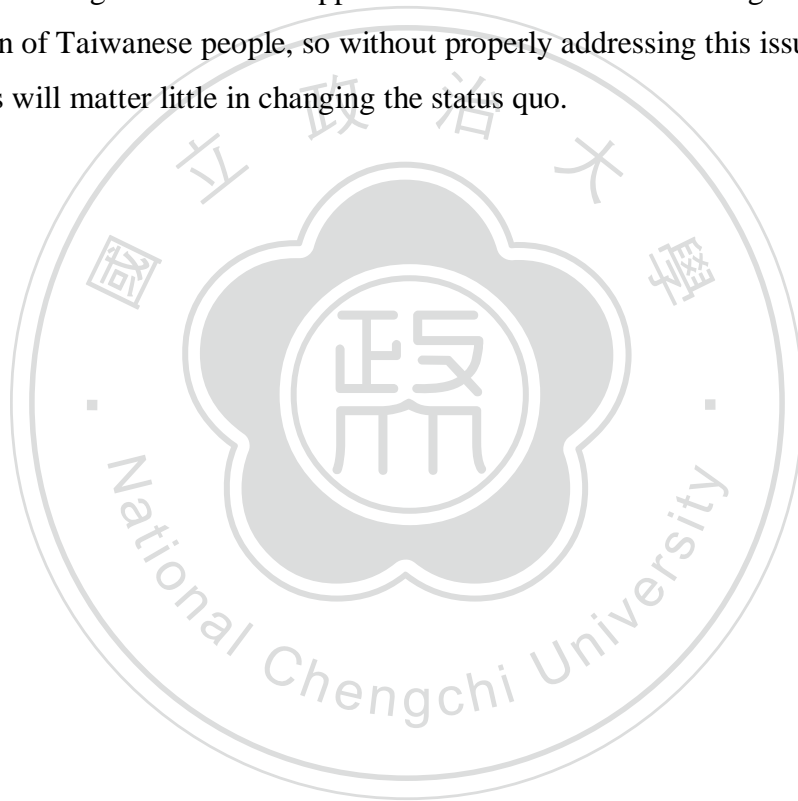 n of Taiwanese people, so without properly addressing this issu
s will matter little in changing the status quo.
國立政治大學
政
National Chengchi University